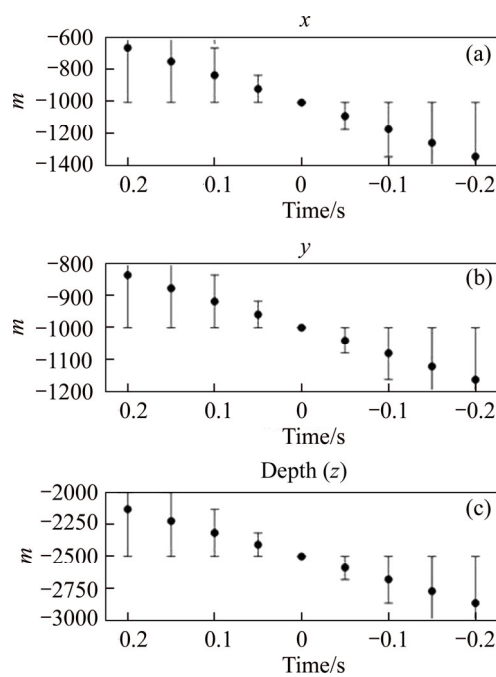 x
(a)
−600
−800
−1000
−1200
−1400
m
0.2 0.1 0 −0.1 −0.2
Time/s
y
(b)
−800
−900
−1000
−1100
−1200
m
0.2 0.1 0 −0.1 −0.2
Time/s
Depth (z)
(c)
−2000
−2250
−2500
−2750
−3000
m
0.2 0.1 0 −0.1 −0.2
Time/s